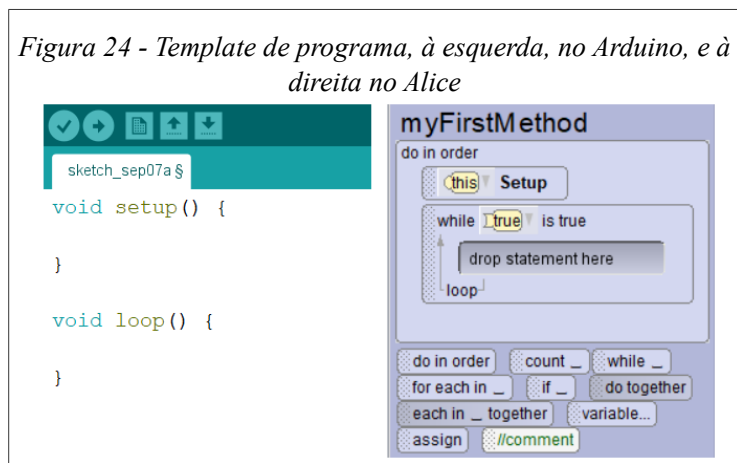 Figura 24 - Template de programa, à esquerda, no Arduino, e à
direita no Alice
sketch_sep07a §
void setup() {
}
void loop() {
}
myFirstMethod
do in order
this Setup
while true is true
drop statement here
loop
do in order count _ while _
for each in _ if _ do together
each in _ together variable...
assign //comment